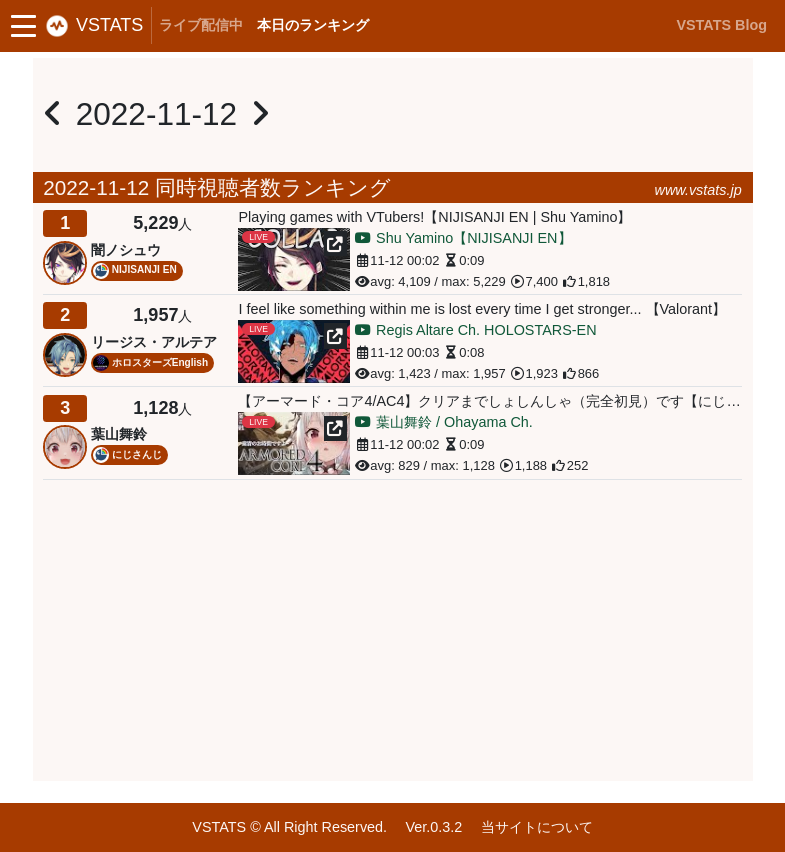 VSTATS ライブ配信中 本日のランキング VSTATS Blog
2022-11-12
2022-11-12 同時視聴者数ランキング www.vstats.jp
1 5,229人
闇ノシュウ
NIJISANJI EN
Playing games with VTubers!【NIJISANJI EN | Shu Yamino】
LIVE
Shu Yamino【NIJISANJI EN】
11-12 00:02 0:09
avg: 4,109 / max: 5,229 7,400 1,818
2 1,957人
リージス・アルテア
ホロスターズEnglish
I feel like something within me is lost every time I get stronger... 【Valorant】
LIVE
Regis Altare Ch. HOLOSTARS-EN
11-12 00:03 0:08
avg: 1,423 / max: 1,957 1,923 866
3 1,128人
葉山舞鈴
にじさんじ
【アーマード・コア4/AC4】クリアまでしょしんしゃ（完全初見）です【にじ…
LIVE
ARMORED CORE 4
葉山舞鈴 / Ohayama Ch.
11-12 00:02 0:09
avg: 829 / max: 1,128 1,188 252
VSTATS © All Right Reserved. Ver.0.3.2 当サイトについて